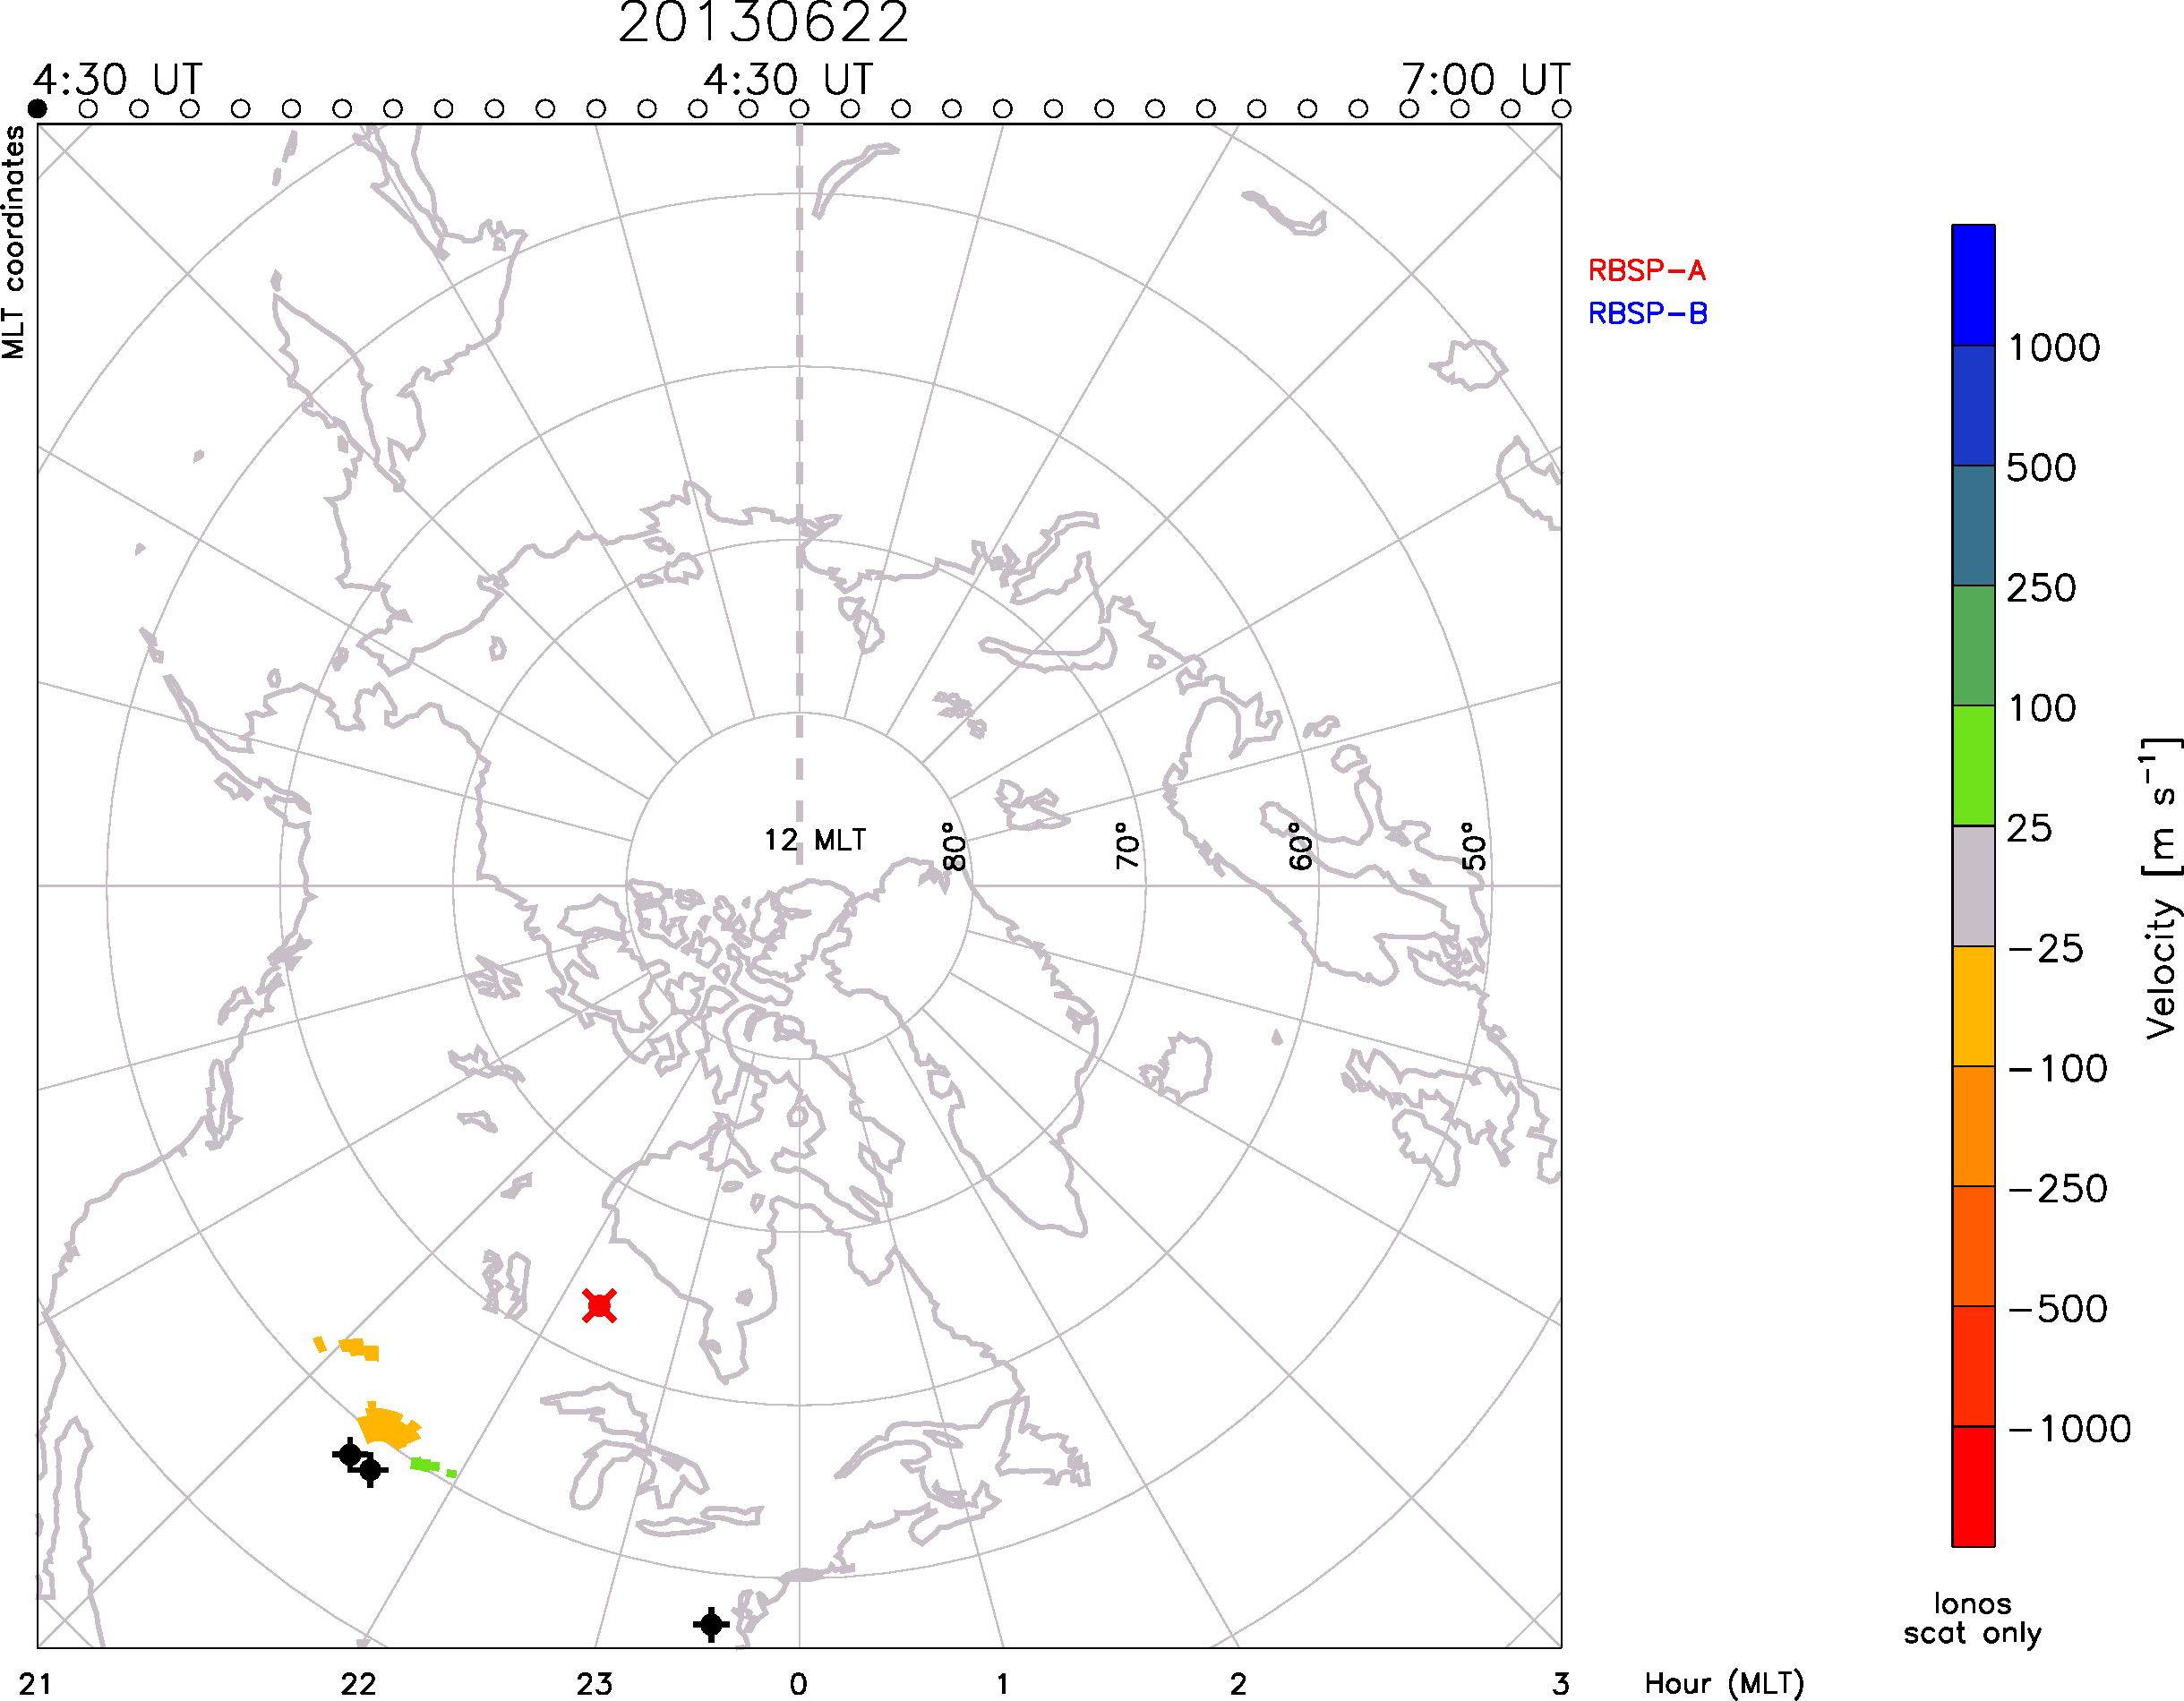 20130622
4:30 UT 4:30 UT 7:00 UT
MLT coordinates
RBSP-A
RBSP-B
12 MLT
80° 70° 60° 50°
1000
500
250
100
25
-25
-100
-250
-500
-1000
Velocity [m s⁻¹]
Ionos
scat only
21 22 23 0 1 2 3 Hour (MLT)